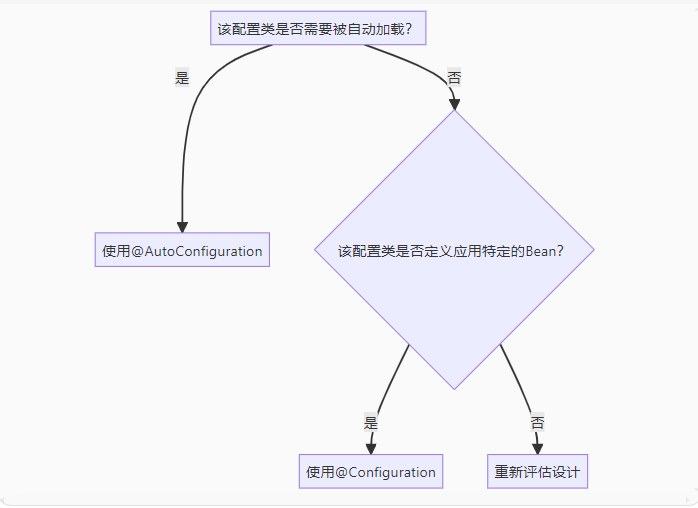 该配置类是否需要被自动加载？
是
否
使用@AutoConfiguration
该配置类是否定义应用特定的Bean？
是
否
使用@Configuration
重新评估设计